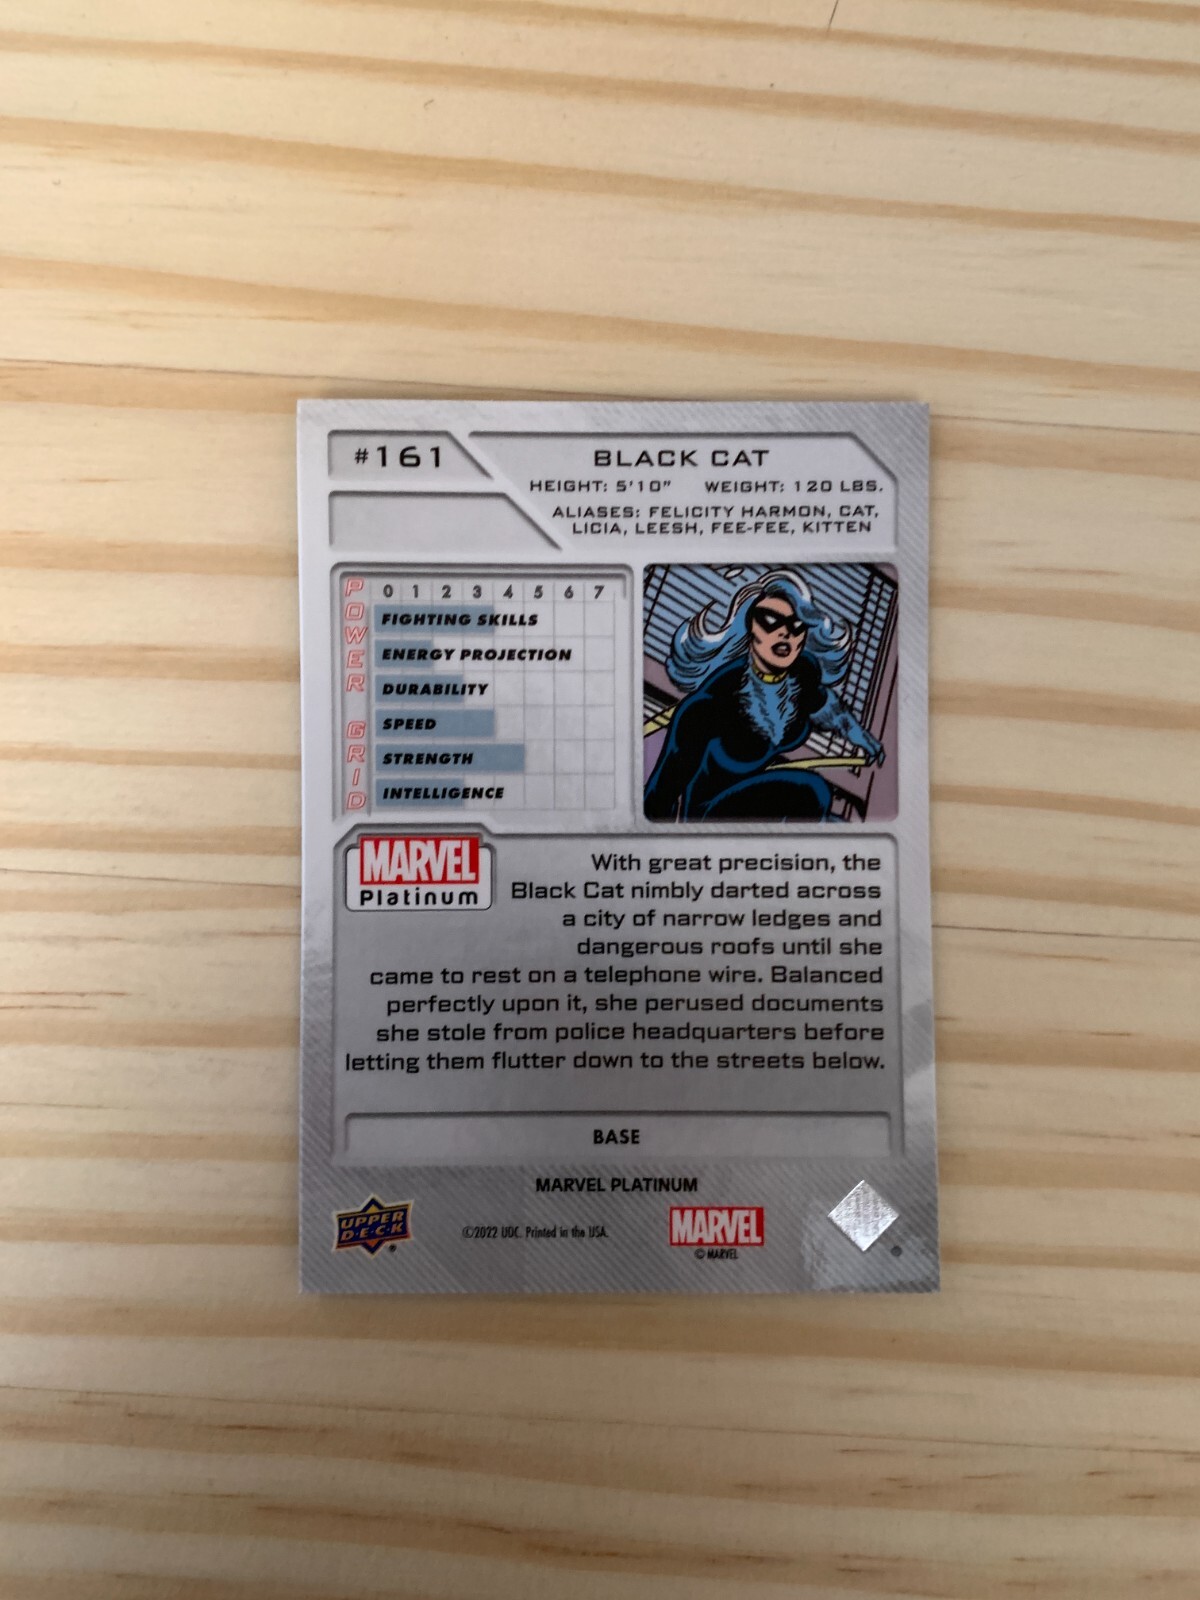 #161
BLACK CAT
HEIGHT: 5'10" WEIGHT: 120 LBS.
ALIASES: FELICITY HARMON, CAT,
LICIA, LEESH, FEE-FEE, KITTEN
POWER GRID
0 1 2 3 4 5 6 7
FIGHTING SKILLS
ENERGY PROJECTION
DURABILITY
SPEED
STRENGTH
INTELLIGENCE
MARVEL
Platinum
With great precision, the
Black Cat nimbly darted across
a city of narrow ledges and
dangerous roofs until she
came to rest on a telephone wire. Balanced
perfectly upon it, she perused documents
she stole from police headquarters before
letting them flutter down to the streets below.
BASE
MARVEL PLATINUM
UPPER
D·E·C·K
®
©2022 UDC. Printed in the USA.
MARVEL
© MARVEL